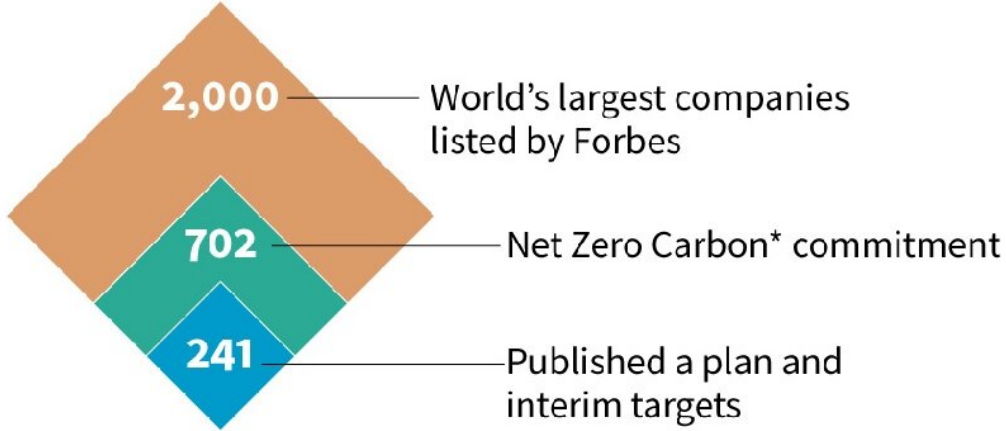 2,000
World's largest companies
listed by Forbes
702
Net Zero Carbon* commitment
241
Published a plan and
interim targets